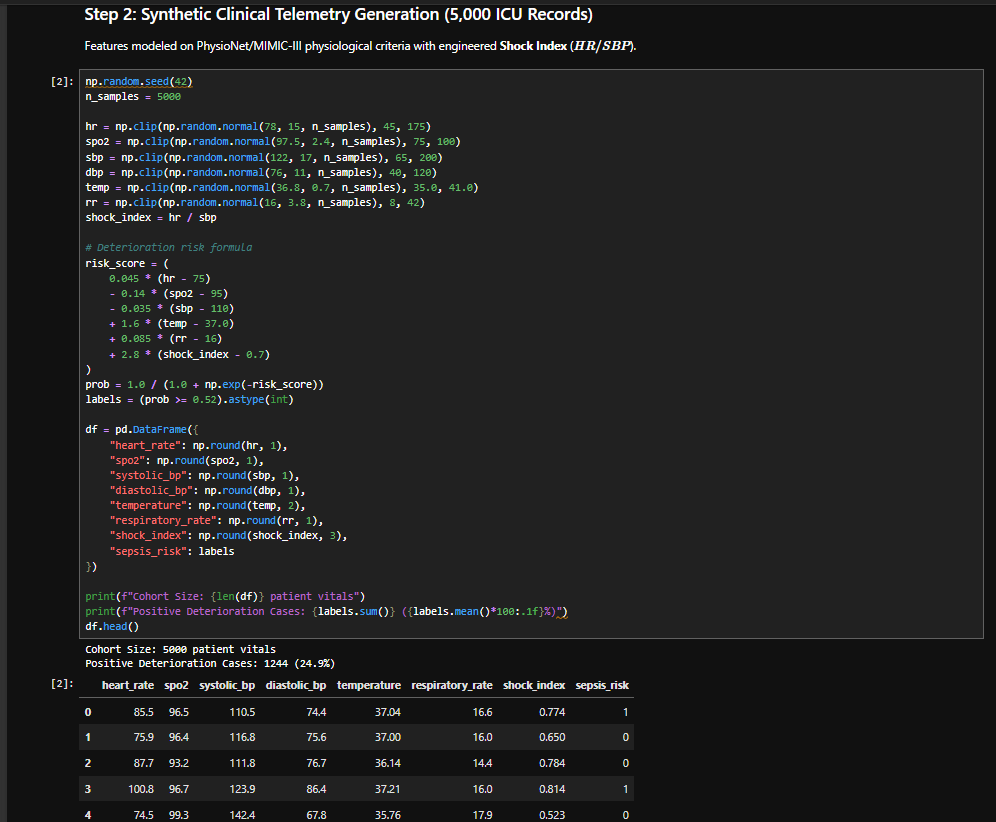 Step 2: Synthetic Clinical Telemetry Generation (5,000 ICU Records)
Features modeled on PhysioNet/MIMIC-III physiological criteria with engineered Shock Index (HR/SBP).
[2]:
np.random.seed(42)
n_samples = 5000

hr = np.clip(np.random.normal(78, 15, n_samples), 45, 175)
spo2 = np.clip(np.random.normal(97.5, 2.4, n_samples), 75, 100)
sbp = np.clip(np.random.normal(122, 17, n_samples), 65, 200)
dbp = np.clip(np.random.normal(76, 11, n_samples), 40, 120)
temp = np.clip(np.random.normal(36.8, 0.7, n_samples), 35.0, 41.0)
rr = np.clip(np.random.normal(16, 3.8, n_samples), 8, 42)
shock_index = hr / sbp

# Deterioration risk formula
risk_score = (
    0.045 * (hr - 75)
    - 0.14 * (spo2 - 95)
    - 0.035 * (sbp - 110)
    + 1.6 * (temp - 37.0)
    + 0.085 * (rr - 16)
    + 2.8 * (shock_index - 0.7)
)
prob = 1.0 / (1.0 + np.exp(-risk_score))
labels = (prob >= 0.52).astype(int)

df = pd.DataFrame({
    "heart_rate": np.round(hr, 1),
    "spo2": np.round(spo2, 1),
    "systolic_bp": np.round(sbp, 1),
    "diastolic_bp": np.round(dbp, 1),
    "temperature": np.round(temp, 2),
    "respiratory_rate": np.round(rr, 1),
    "shock_index": np.round(shock_index, 3),
    "sepsis_risk": labels
})

print(f"Cohort Size: {len(df)} patient vitals")
print(f"Positive Deterioration Cases: {labels.sum()} ({labels.mean()*100:.1f}%)")
df.head()
Cohort Size: 5000 patient vitals
Positive Deterioration Cases: 1244 (24.9%)
[2]:
heart_rate spo2 systolic_bp diastolic_bp temperature respiratory_rate shock_index sepsis_risk
0 85.5 96.5 110.5 74.4 37.04 16.6 0.774 1
1 75.9 96.4 116.8 75.6 37.00 16.0 0.650 0
2 87.7 93.2 111.8 76.7 36.14 14.4 0.784 0
3 100.8 96.7 123.9 86.4 37.21 16.0 0.814 1
4 74.5 99.3 142.4 67.8 35.76 17.9 0.523 0